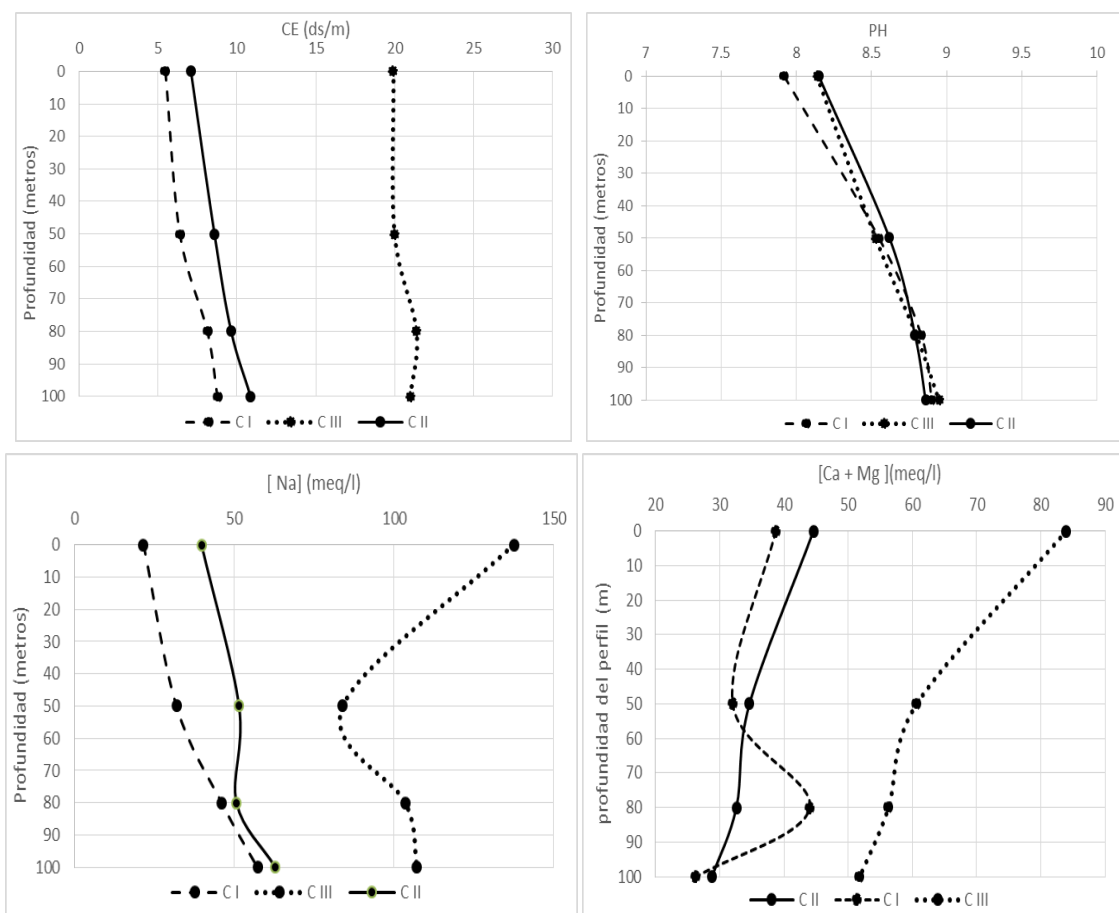 CE (ds/m)
0 5 10 15 20 25 30
0
10
20
30
40
50
60
70
80
90
100
Profundidad (metros)
C I C III C II
PH
7 7.5 8 8.5 9 9.5 10
0
10
20
30
40
50
60
70
80
90
100
Profundidad (metros)
C I C III C II
[ Na] (meq/l)
0 50 100 150
0
10
20
30
40
50
60
70
80
90
100
Profundidad (metros)
C I C III C II
[Ca + Mg ](meq/l)
20 30 40 50 60 70 80 90
0
10
20
30
40
50
60
70
80
90
100
profundidad del perfil (m)
C II C I C III